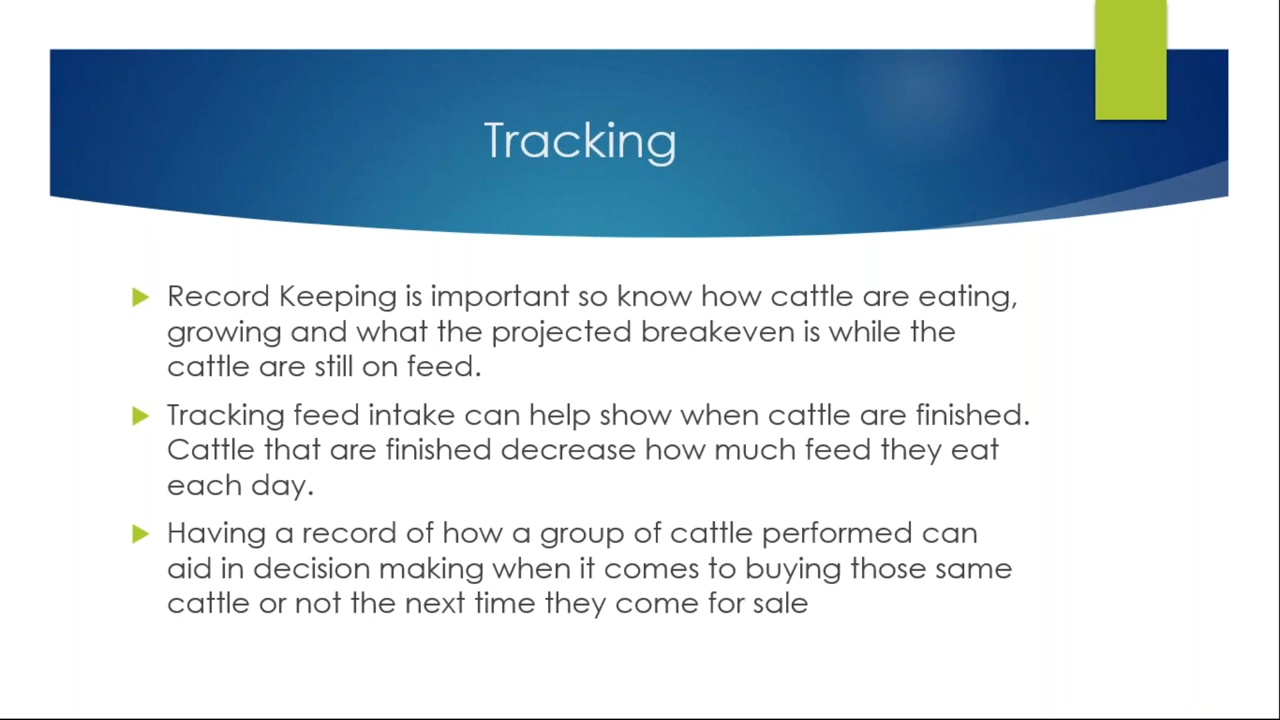 Tracking
Record Keeping is important so know how cattle are eating,
growing and what the projected breakeven is while the
cattle are still on feed.
Tracking feed intake can help show when cattle are finished.
Cattle that are finished decrease how much feed they eat
each day.
Having a record of how a group of cattle performed can
aid in decision making when it comes to buying those same
cattle or not the next time they come for sale